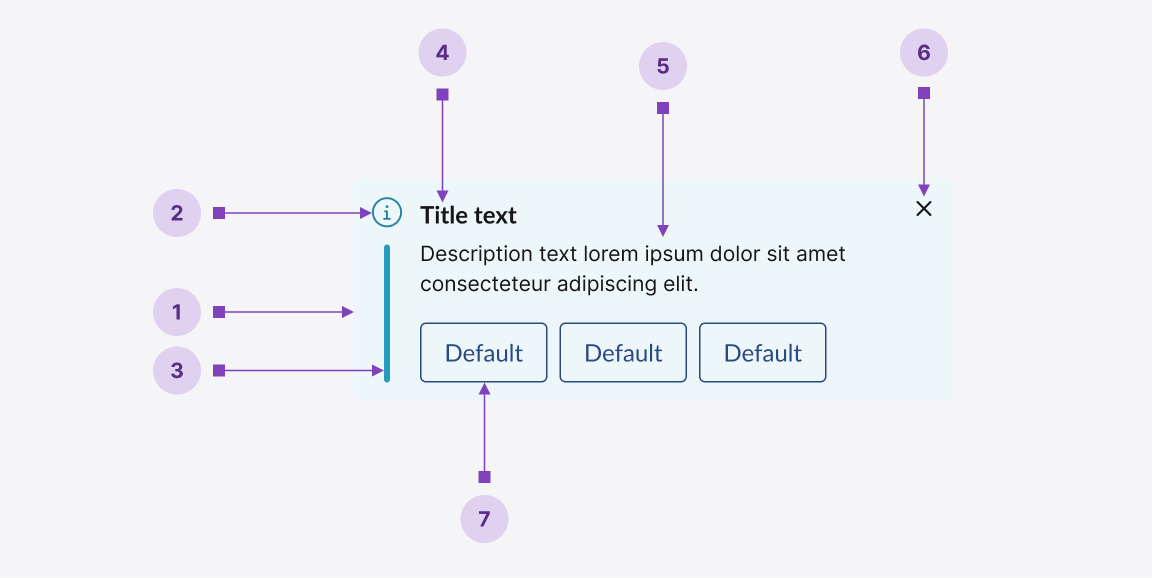 4
5
6
2
Title text
Description text lorem ipsum dolor sit amet
consecteteur adipiscing elit.
1
Default Default Default
3
7